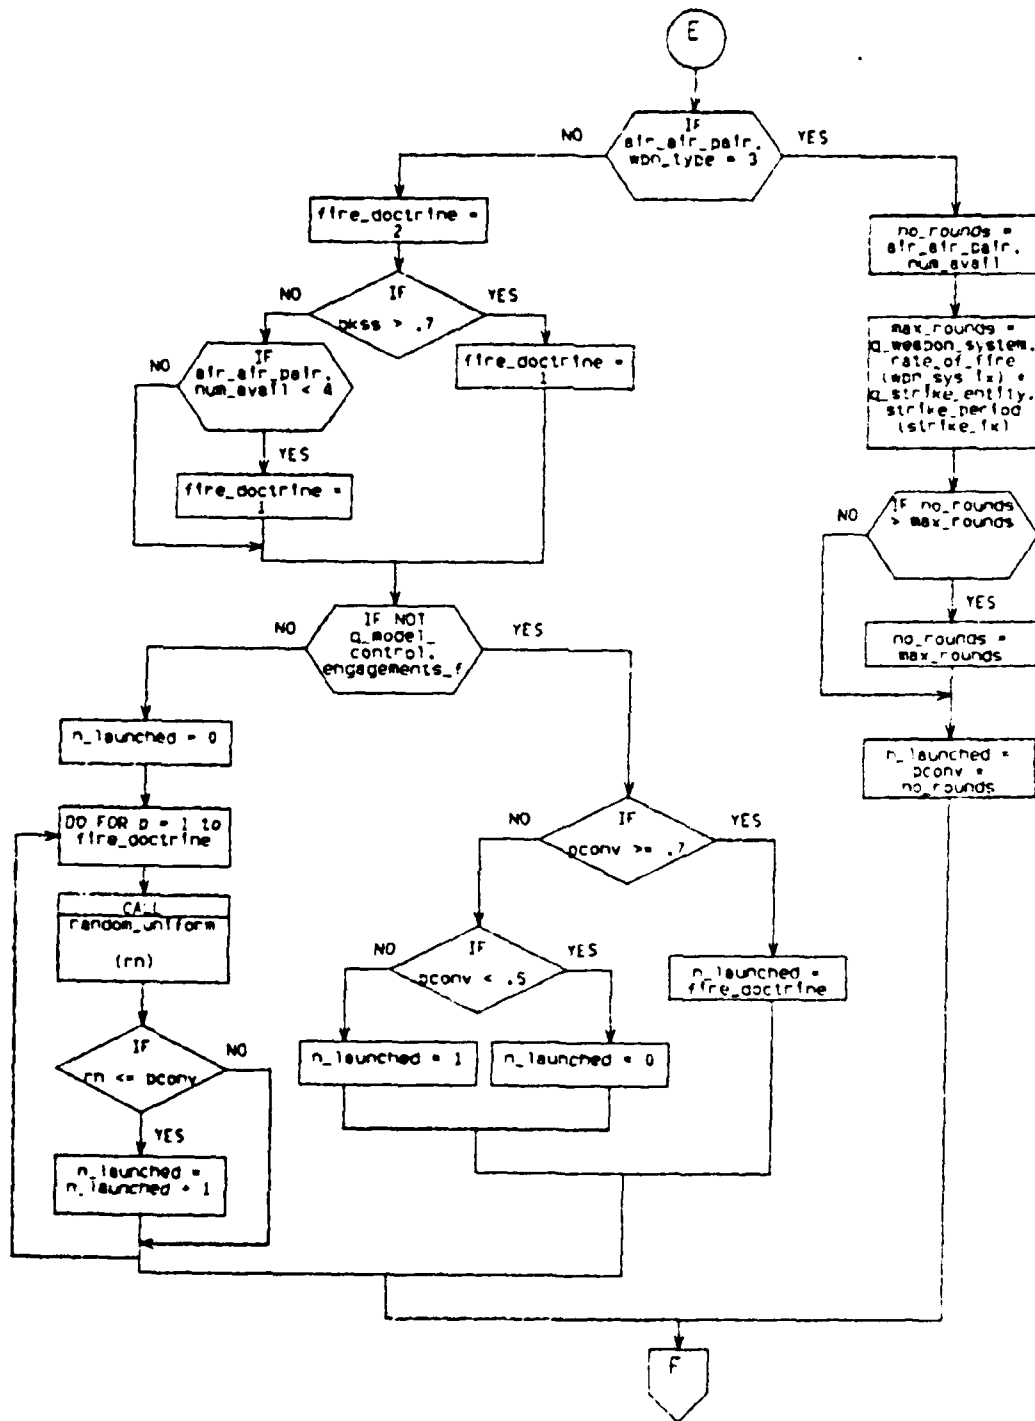 E
IF
air_air_pair.
wpn_type = 3
NO
YES
fire_doctrine =
2
no_rounds =
air_air_pair.
num_avail
IF
pkss > .7
NO
YES
max_rounds =
q_weapon_system.
rate_of_fire
(wpn_sys_ix) *
q_strike_entity.
strike_period
(strike_ix)
IF
air_air_pair.
num_avail < 4
NO
YES
fire_doctrine =
1
fire_doctrine =
1
IF no_rounds
> max_rounds
NO
YES
no_rounds =
max_rounds
IF NOT
q_model_
control.
engagements_f
NO
YES
n_launched = 0
n_launched =
pconv *
no_rounds
DO FOR p = 1 to
fire_doctrine
IF
pconv >= .7
NO
YES
CALL
random_uniform
(rn)
IF
pconv < .5
NO
YES
n_launched =
fire_doctrine
IF
rn <= pconv
NO
YES
n_launched = 1
n_launched = 0
n_launched =
n_launched + 1
F